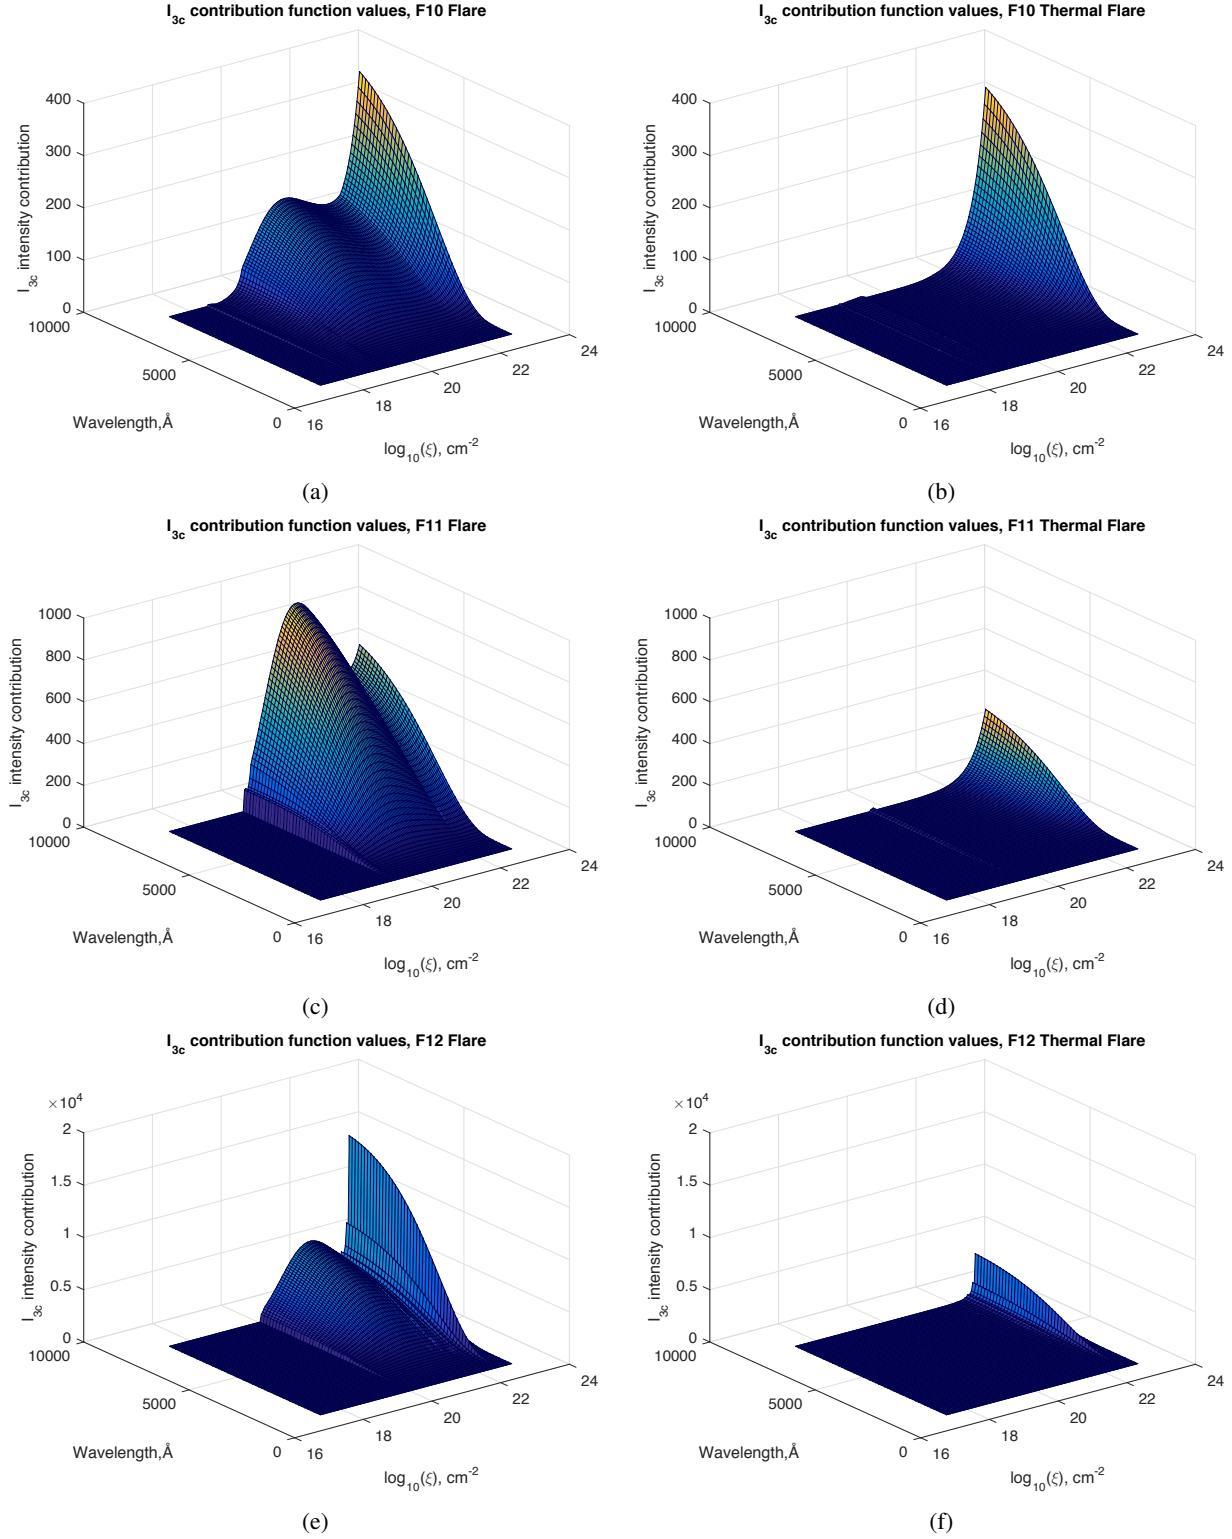 I3c contribution function values, F10 Flare
400
300
200
100
0
10000
5000
0
16
18
20
22
24
I3c intensity contribution
Wavelength,Å
log10(ξ), cm-2
(a)
I3c contribution function values, F10 Thermal Flare
400
300
200
100
0
10000
5000
0
16
18
20
22
24
I3c intensity contribution
Wavelength,Å
log10(ξ), cm-2
(b)
I3c contribution function values, F11 Flare
1000
800
600
400
200
0
10000
5000
0
16
18
20
22
24
I3c intensity contribution
Wavelength,Å
log10(ξ), cm-2
(c)
I3c contribution function values, F11 Thermal Flare
1000
800
600
400
200
0
10000
5000
0
16
18
20
22
24
I3c intensity contribution
Wavelength,Å
log10(ξ), cm-2
(d)
I3c contribution function values, F12 Flare
×104
2
1.5
1
0.5
0
10000
5000
0
16
18
20
22
24
I3c intensity contribution
Wavelength,Å
log10(ξ), cm-2
(e)
I3c contribution function values, F12 Thermal Flare
×104
2
1.5
1
0.5
0
10000
5000
0
16
18
20
22
24
I3c intensity contribution
Wavelength,Å
log10(ξ), cm-2
(f)